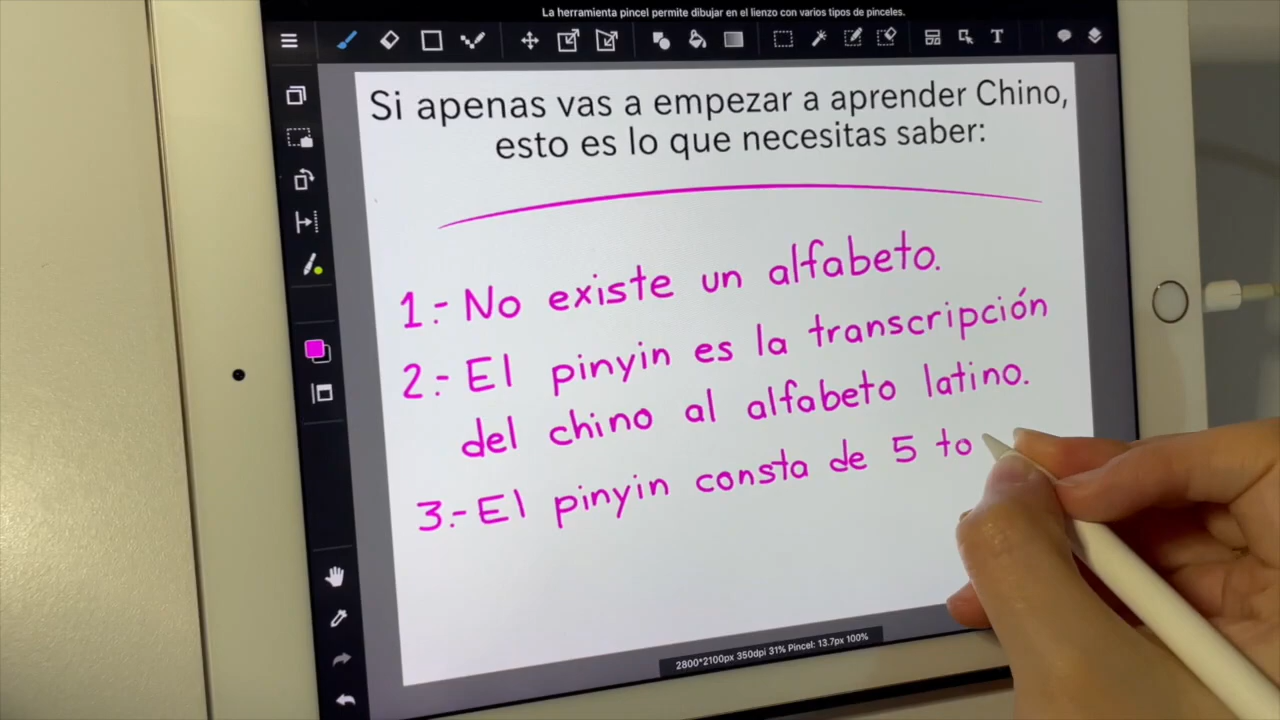 La herramienta pincel permite dibujar en el lienzo con varios tipos de pinceles.
T
Si apenas vas a empezar a aprender Chino,
esto es lo que necesitas saber:
1.- No existe un alfabeto.
2.- El pinyin es la transcripción
del chino al alfabeto latino.
3.- El pinyin consta de 5 to
2800*2100px 350dpi 31% Pincel: 13.7px 100%